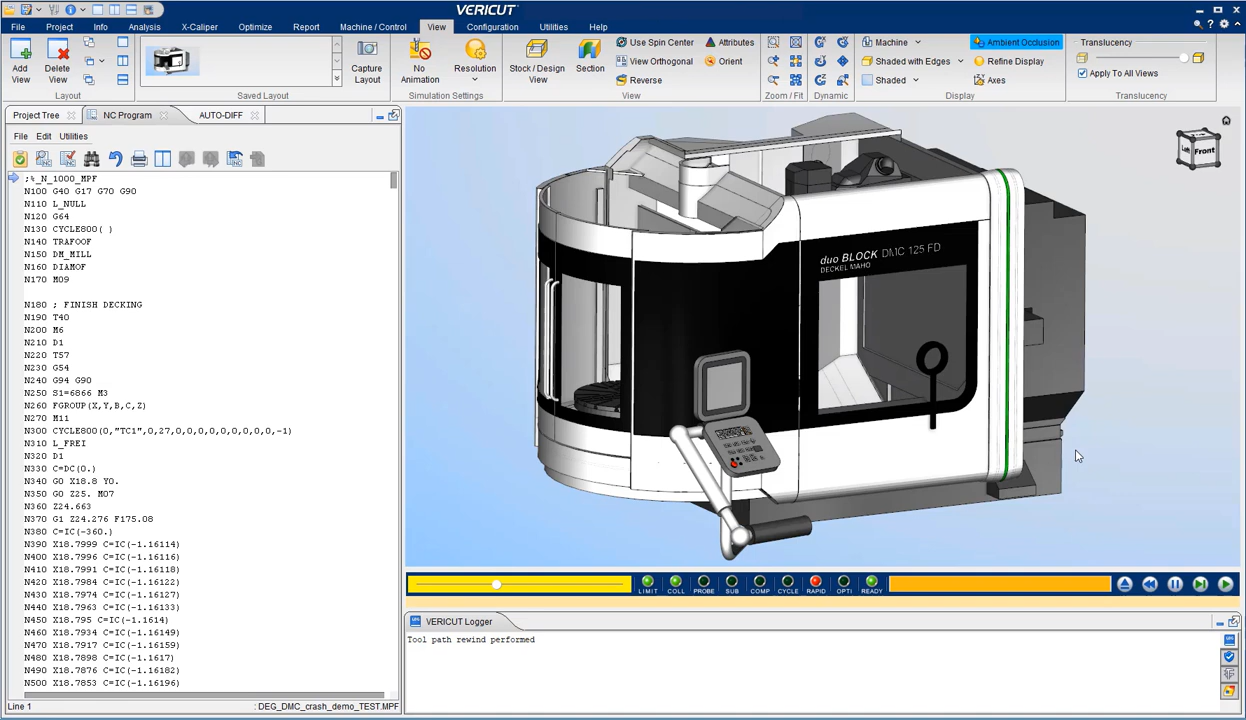 VERICUT
File Project Info Analysis X-Caliper Optimize Report Machine / Control View Configuration Utilities Help
Add View
Delete View
Layout
Saved Layout
Capture Layout
No Animation
Resolution
Simulation Settings
Stock / Design View
Section
Use Spin Center
View Orthogonal
Reverse
Attributes
Orient
View
Zoom / Fit
Dynamic
Machine
Shaded with Edges
Shaded
Ambient Occlusion
Refine Display
Axes
Display
Translucency
Apply To All Views
Translucency
Project Tree NC Program AUTO-DIFF
File Edit Utilities
;%_N_1000_MPF
N100 G40 G17 G70 G90
N110 L_NULL
N120 G64
N130 CYCLE800( )
N140 TRAFOOF
N150 DM_MILL
N160 DIAMOF
N170 M09
N180 ; FINISH DECKING
N190 T40
N200 M6
N210 D1
N220 T57
N230 G54
N240 G94 G90
N250 S1=6866 M3
N260 FGROUP(X,Y,B,C,Z)
N270 M11
N300 CYCLE800(0,"TC1",0,27,0,0,0,0,0,0,0,0,0,-1)
N310 L_FREI
N320 D1
N330 C=DC(0.)
N340 G0 X18.8 Y0.
N350 G0 Z25. M07
N360 Z24.663
N370 G1 Z24.276 F175.08
N380 C=IC(-360.)
N390 X18.7999 C=IC(-1.16114)
N400 X18.7996 C=IC(-1.16116)
N410 X18.7991 C=IC(-1.16118)
N420 X18.7984 C=IC(-1.16122)
N430 X18.7974 C=IC(-1.16127)
N440 X18.7963 C=IC(-1.16133)
N450 X18.795 C=IC(-1.1614)
N460 X18.7934 C=IC(-1.16149)
N470 X18.7917 C=IC(-1.16159)
N480 X18.7898 C=IC(-1.1617)
N490 X18.7876 C=IC(-1.16182)
N500 X18.7853 C=IC(-1.16196)
Line 1 : DEG_DMC_crash_demo_TEST.MPF
Front
duo BLOCK DMC 125 FD
DECKEL MAHO
LIMIT COLL PROBE SUB COMP CYCLE RAPID OPTI READY
VERICUT Logger
Tool path rewind performed